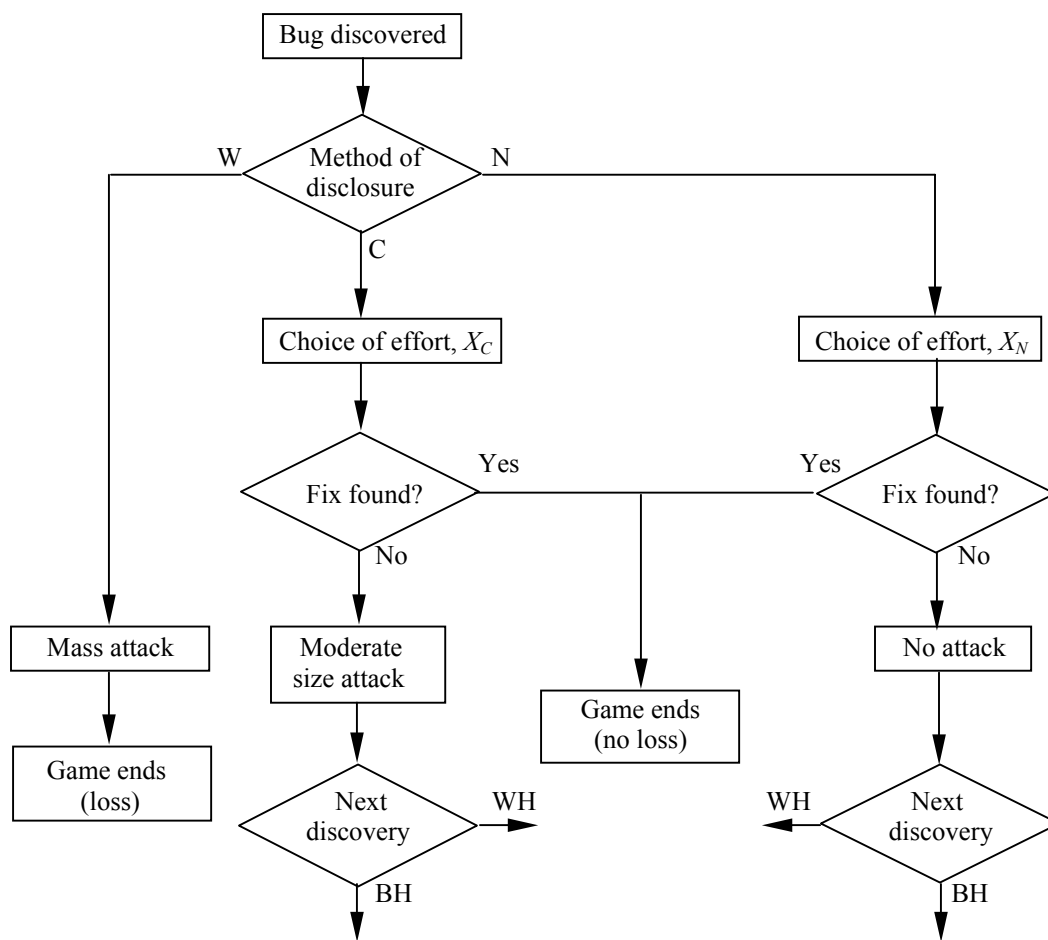 Bug discovered
W
Method of
disclosure
N
C
Choice of effort, X_C
Choice of effort, X_N
Fix found?
Yes
Yes
Fix found?
No
No
Mass attack
Moderate
size attack
No attack
Game ends
(no loss)
Game ends
(loss)
Next
discovery
WH
WH
Next
discovery
BH
BH